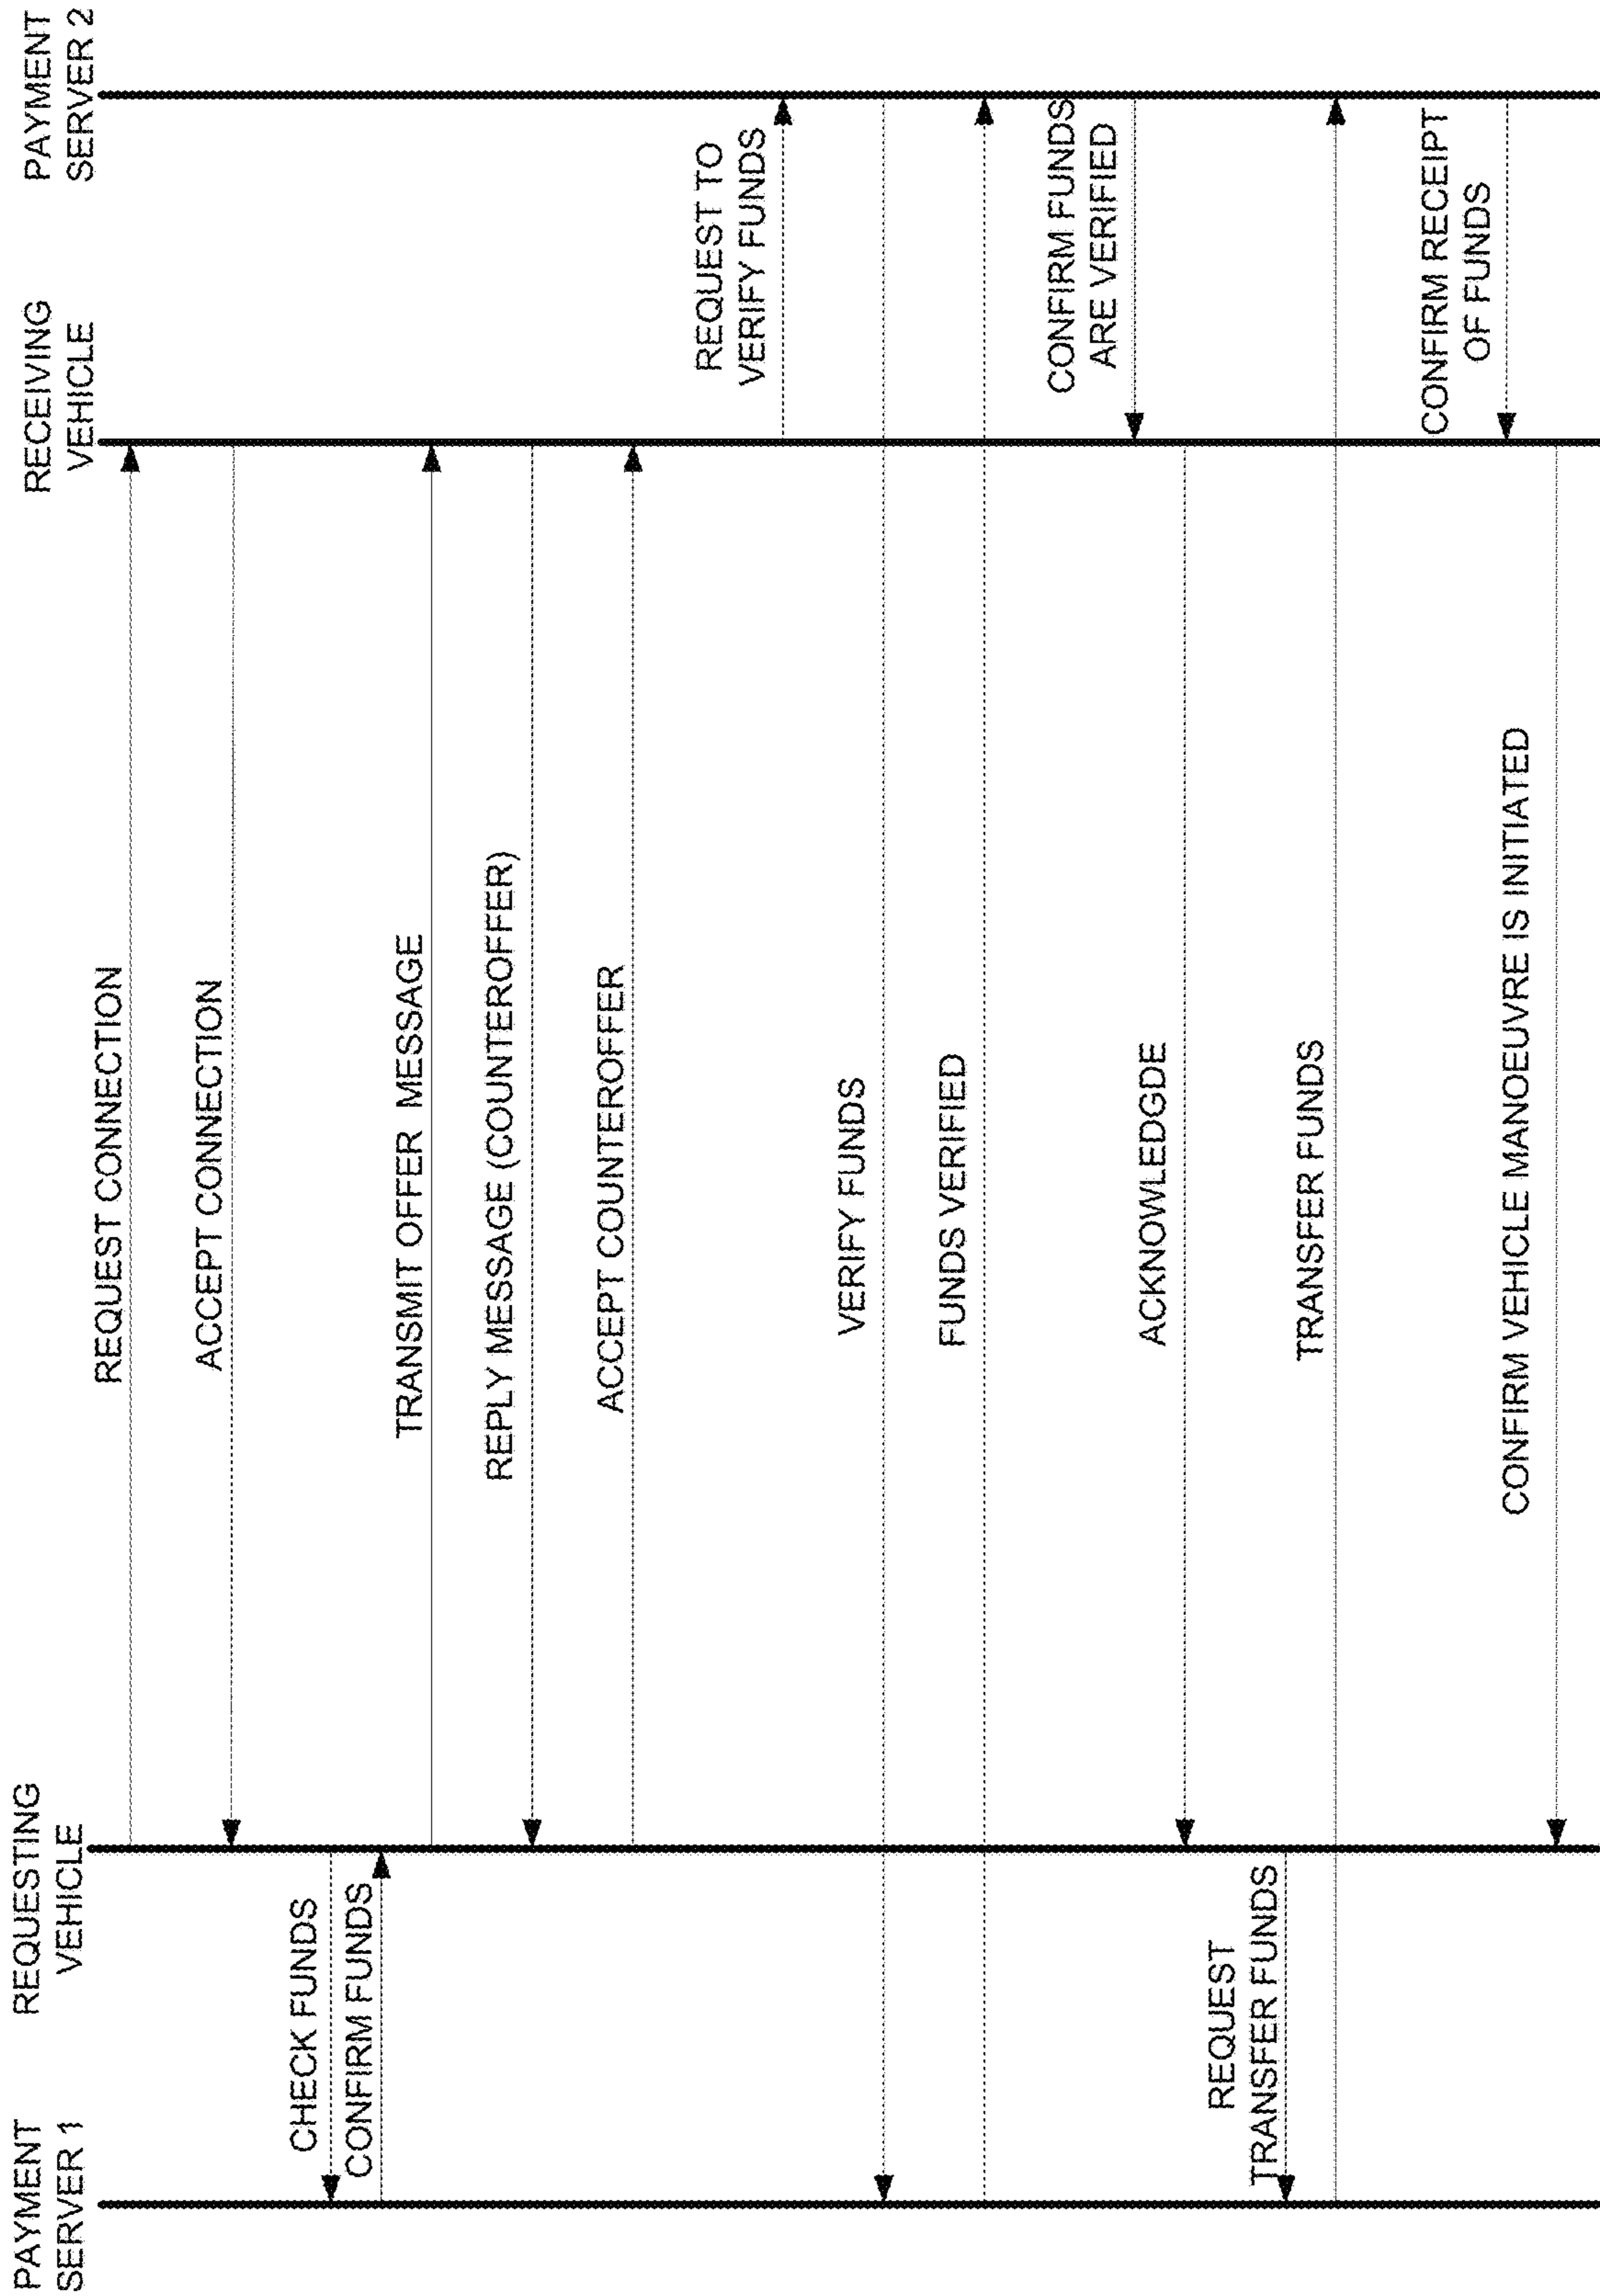 PAYMENT
SERVER 1
REQUESTING
VEHICLE
RECEIVING
VEHICLE
PAYMENT
SERVER 2
REQUEST CONNECTION
ACCEPT CONNECTION
CHECK FUNDS
CONFIRM FUNDS
TRANSMIT OFFER MESSAGE
REPLY MESSAGE (COUNTEROFFER)
ACCEPT COUNTEROFFER
REQUEST TO
VERIFY FUNDS
VERIFY FUNDS
FUNDS VERIFIED
CONFIRM FUNDS
ARE VERIFIED
ACKNOWLEDGDE
REQUEST
TRANSFER FUNDS
TRANSFER FUNDS
CONFIRM RECEIPT
OF FUNDS
CONFIRM VEHICLE MANOEUVRE IS INITIATED